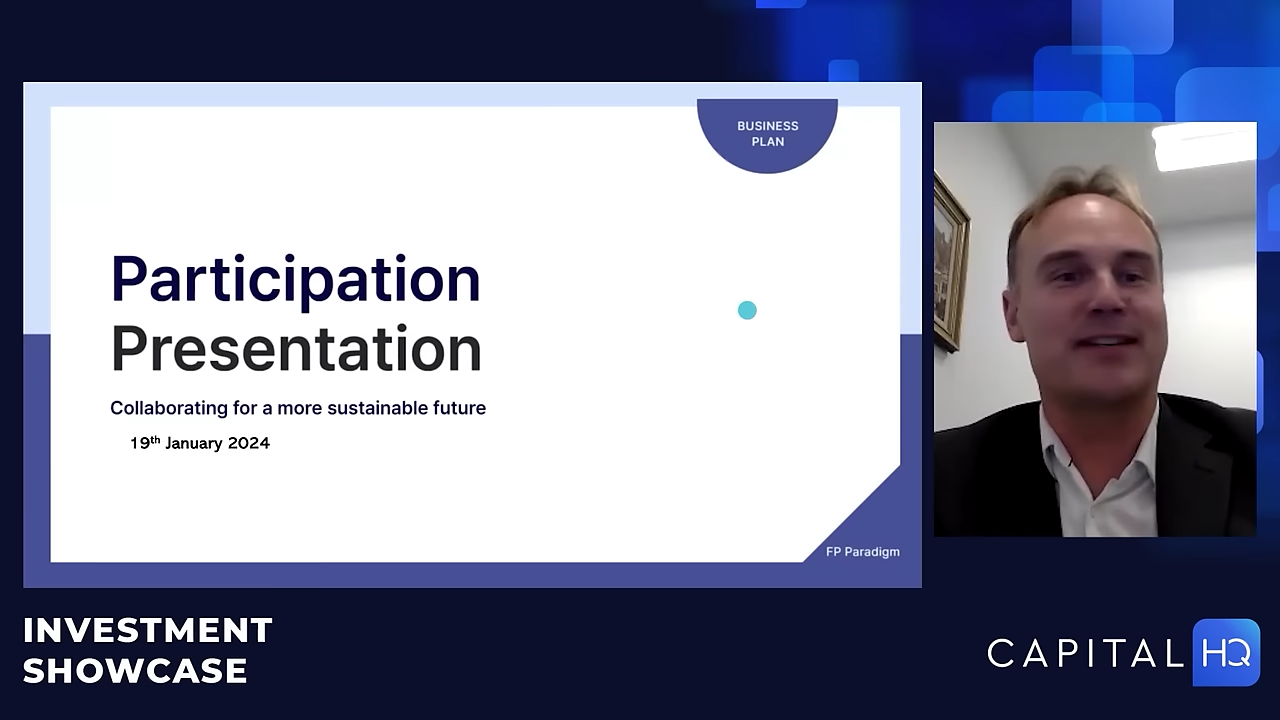 BUSINESS
PLAN
Participation
Presentation
Collaborating for a more sustainable future
19th January 2024
FP Paradigm
INVESTMENT
SHOWCASE
CAPITAL HQ